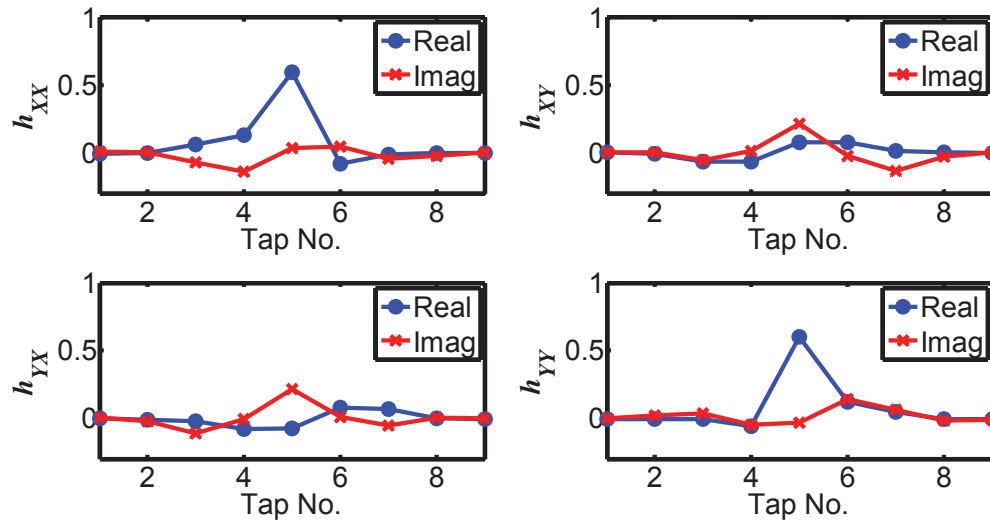 1
0.5
0
h_XX
Real
Imag
2 4 6 8
Tap No.
1
0.5
0
h_XY
Real
Imag
2 4 6 8
Tap No.
1
0.5
0
h_YX
Real
Imag
2 4 6 8
Tap No.
1
0.5
0
h_YY
Real
Imag
2 4 6 8
Tap No.